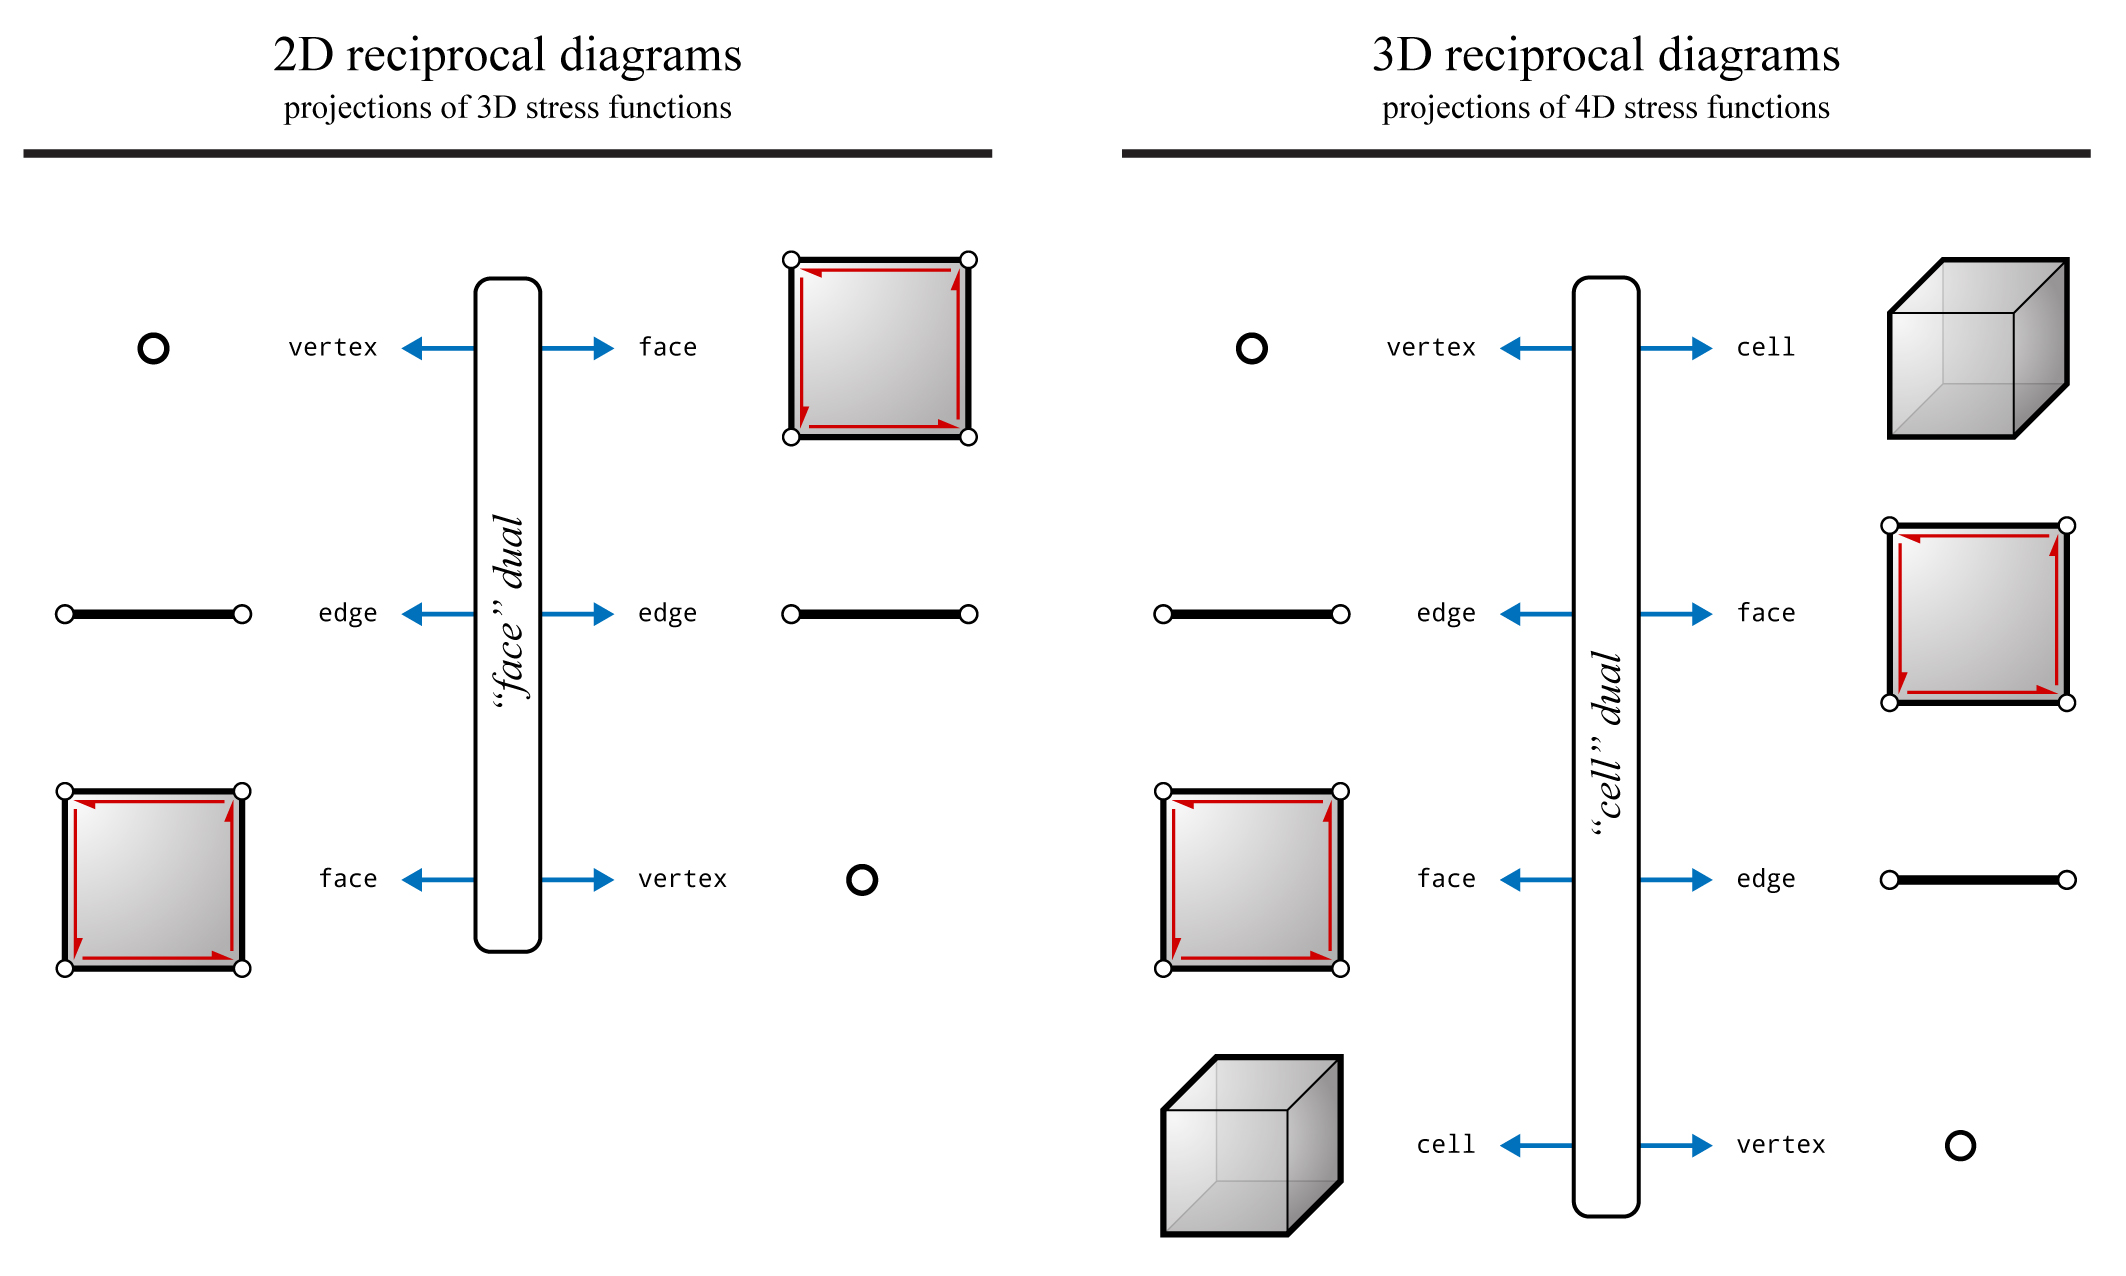 2D reciprocal diagrams
projections of 3D stress functions
vertex
face
edge
edge
face
vertex
“face” dual
3D reciprocal diagrams
projections of 4D stress functions
vertex
cell
edge
face
face
edge
cell
vertex
“cell” dual